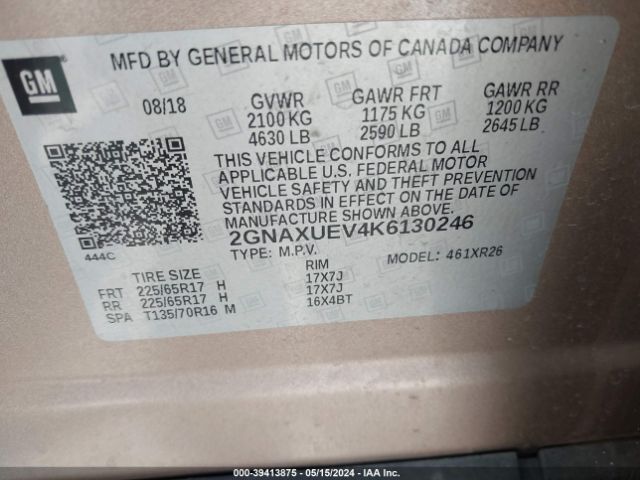 GM
MFD BY GENERAL MOTORS OF CANADA COMPANY
08/18
GVWR
2100 KG
4630 LB
GAWR FRT
1175 KG
2590 LB
GAWR RR
1200 KG
2645 LB
THIS VEHICLE CONFORMS TO ALL
APPLICABLE U.S. FEDERAL MOTOR
VEHICLE SAFETY AND THEFT PREVENTION
STANDARDS IN EFFECT ON THE DATE OF
MANUFACTURE SHOWN ABOVE.
2GNAXUEV4K6130246
444C
TYPE: M.P.V.
MODEL: 461XR26
TIRE SIZE
RIM
FRT 225/65R17 H 17X7J
RR 225/65R17 H 17X7J
SPA T135/70R16 M 16X4BT
000-39413875 - 05/15/2024 - IAAI.COM